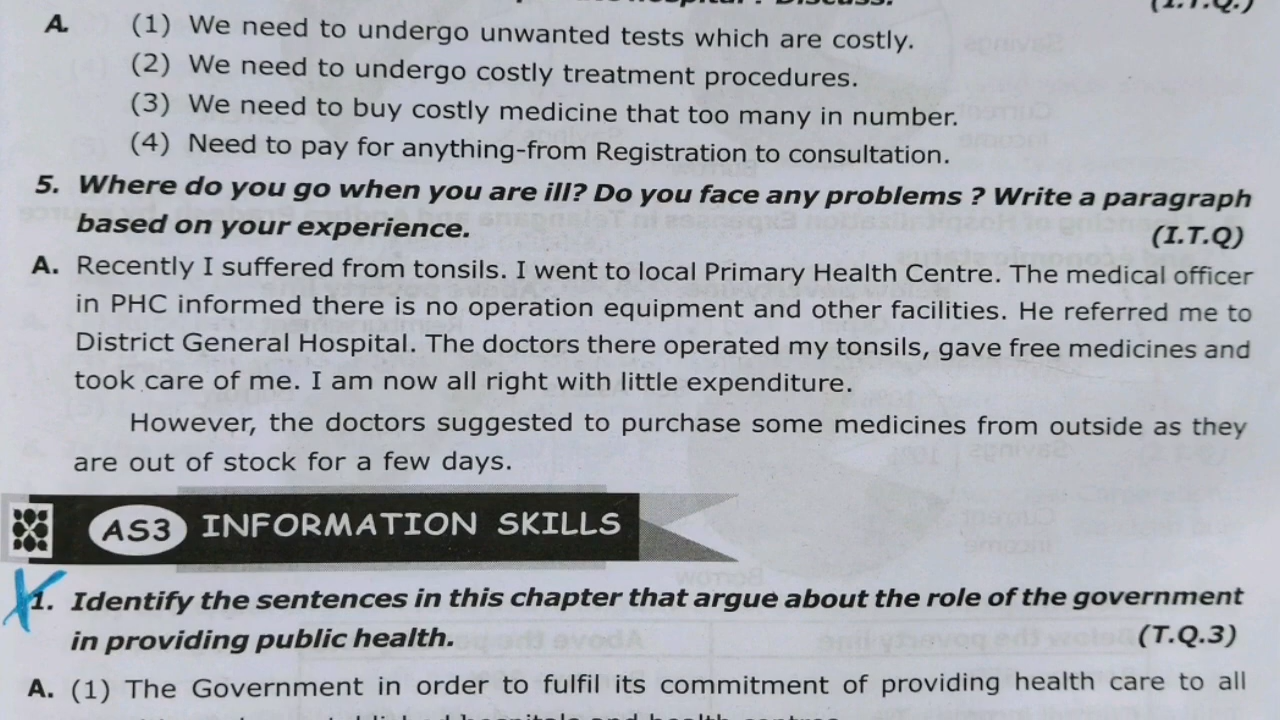 (I.T.Q.)
A. (1) We need to undergo unwanted tests which are costly.
(2) We need to undergo costly treatment procedures.
(3) We need to buy costly medicine that too many in number.
(4) Need to pay for anything-from Registration to consultation.
5. Where do you go when you are ill? Do you face any problems ? Write a paragraph
based on your experience. (I.T.Q)
A. Recently I suffered from tonsils. I went to local Primary Health Centre. The medical officer
in PHC informed there is no operation equipment and other facilities. He referred me to
District General Hospital. The doctors there operated my tonsils, gave free medicines and
took care of me. I am now all right with little expenditure.
However, the doctors suggested to purchase some medicines from outside as they
are out of stock for a few days.
AS3 INFORMATION SKILLS
1. Identify the sentences in this chapter that argue about the role of the government
in providing public health. (T.Q.3)
A. (1) The Government in order to fulfil its commitment of providing health care to all